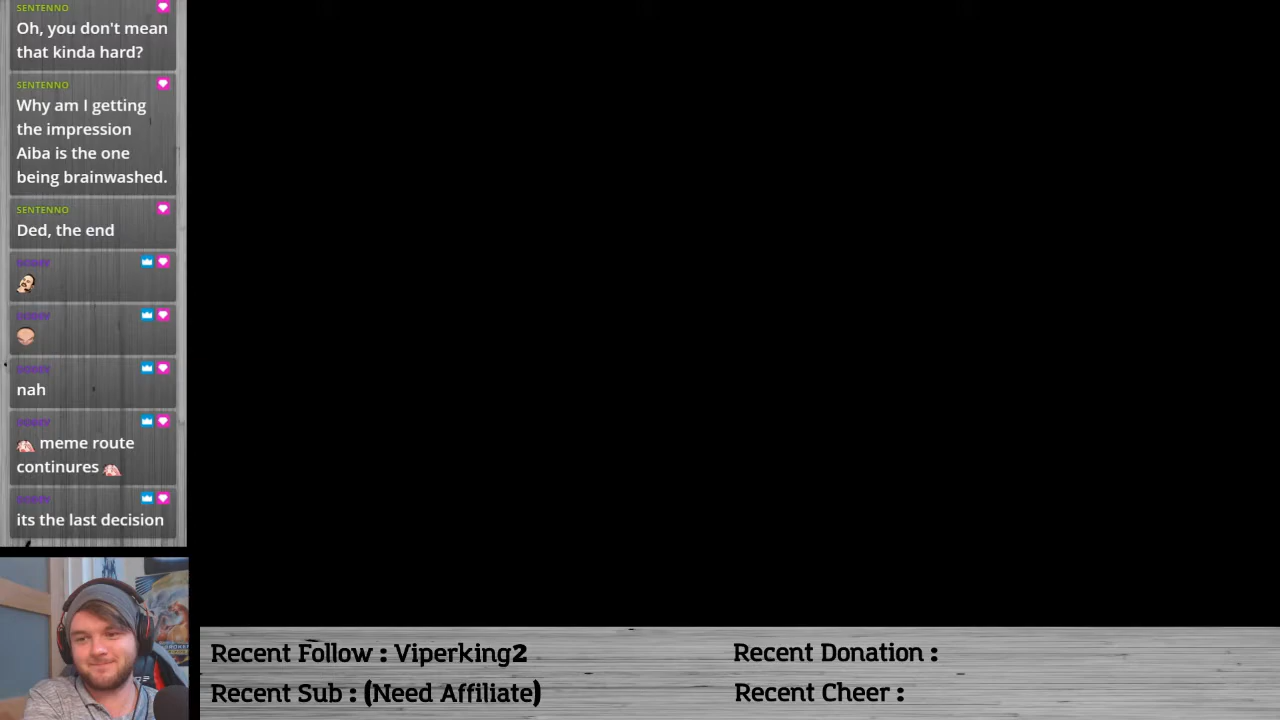 SENTENNO
Oh, you don't mean
that kinda hard?
SENTENNO
Why am I getting
the impression
Aiba is the one
being brainwashed.
SENTENNO
Ded, the end
nah
meme route
continures
its the last decision
Recent Follow : Viperking2
Recent Donation :
Recent Sub : (Need Affiliate)
Recent Cheer :